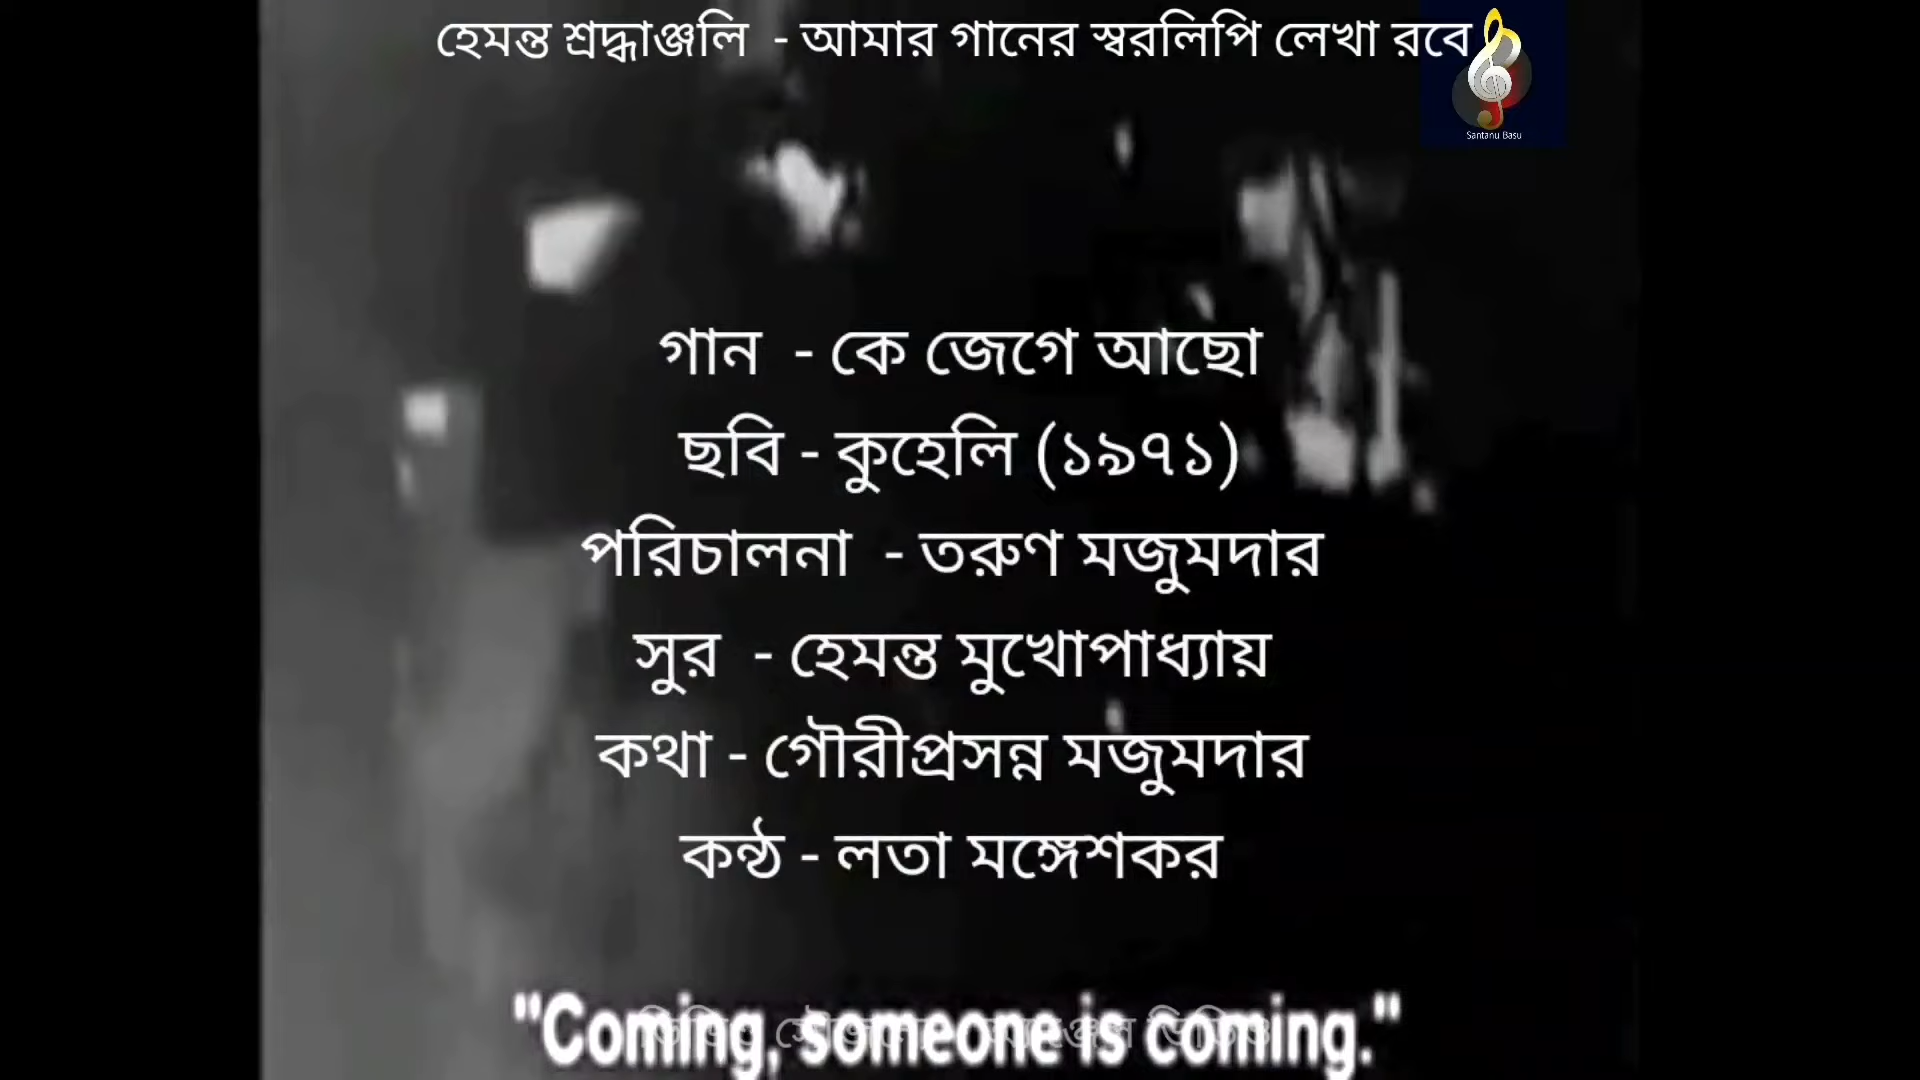 হেমন্ত শ্রদ্ধাঞ্জলি - আমার গানের স্বরলিপি লেখা রবে
Santanu Basu
গান - কে জেগে আছো
ছবি - কুহেলি (১৯৭১)
পরিচালনা - তরুণ মজুমদার
সুর - হেমন্ত মুখোপাধ্যায়
কথা - গৌরীপ্রসন্ন মজুমদার
কন্ঠ - লতা মঙ্গেশকর
"Coming, someone is coming."